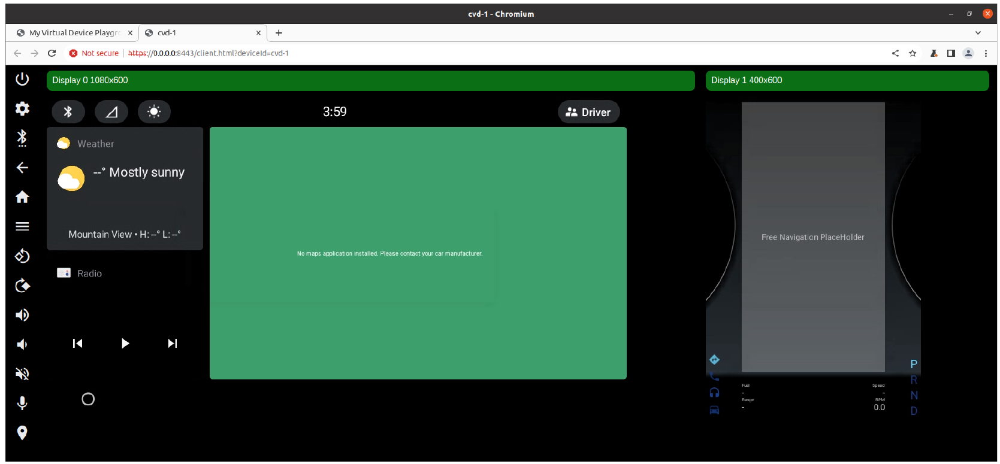 cvd-1 - Chromium
My Virtual Device Playgro
cvd-1
Not secure
https://0.0.0.0:8443/client.html?deviceId=cvd-1
Display 0 1080x600
Display 1 400x600
3:59
Driver
Weather
--° Mostly sunny
Mountain View • H: --° L: --°
Radio
No maps application installed. Please contact your car manufacturer.
Free Navigation PlaceHolder
Fuel
-
Range
-
Speed
-
RPM
0.0
P
R
N
D